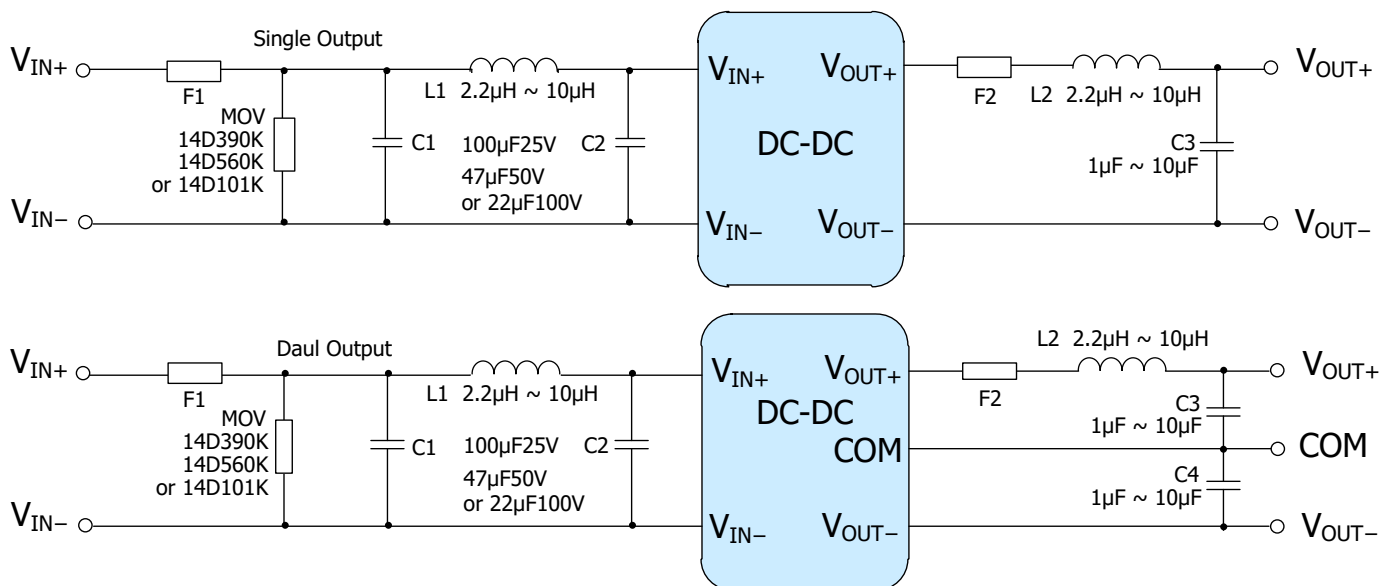 Single Output
VIN+
F1
MOV
14D390K
14D560K
or 14D101K
C1
L1 2.2µH ~ 10µH
100µF25V
47µF50V
or 22µF100V
C2
VIN−
VIN+
VOUT+
DC-DC
VIN−
VOUT−
F2
L2 2.2µH ~ 10µH
C3
1µF ~ 10µF
VOUT+
VOUT−
Daul Output
VIN+
F1
MOV
14D390K
14D560K
or 14D101K
C1
L1 2.2µH ~ 10µH
100µF25V
47µF50V
or 22µF100V
C2
VIN−
VIN+
VOUT+
DC-DC
COM
VIN−
VOUT−
F2
L2 2.2µH ~ 10µH
C3
1µF ~ 10µF
C4
1µF ~ 10µF
VOUT+
COM
VOUT−